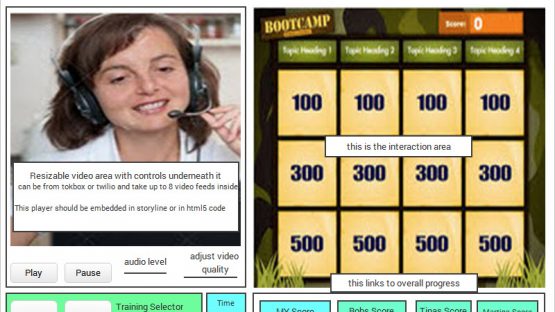 Resizable video area with controls underneath it
can be from tokbox or twilio and take up to 8 video feeds inside
This player should be embedded in storyline or in html5 code
Play
Pause
audio level
adjust video
quality
Training Selector
Time
BOOTCAMP
Score: 0
Topic Heading 1
Topic Heading 2
Topic Heading 3
Topic Heading 4
100
100
100
100
this is the interaction area
300
300
300
300
500
500
500
500
this links to overall progress
MY Score
Bobs Score
Tinas Score
Score